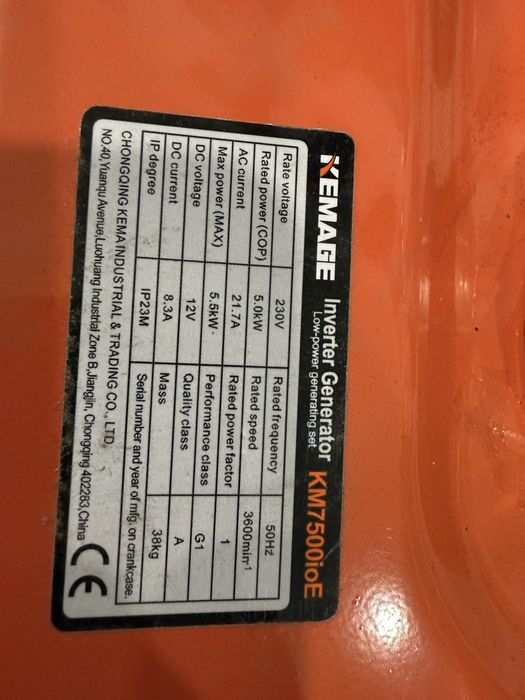 KEMAGE Inverter Generator KM7500ioE
Low-power generating set
Rate voltage 230V Rated frequency 50Hz
Rated power (COP) 5.0kW Rated speed 3600min⁻¹
AC current 21.7A Rated power factor 1
Max power (MAX) 5.5kW Performance class G1
DC voltage 12V Quality class A
DC current 8.3A Mass 38kg
IP degree IP23M Serial number and year of mfg. on crankcase.
CHONGQING KEMA INDUSTRIAL & TRADING CO., LTD.
NO.40,Yuanqu Avenue,Luohuang Industrial Zone B,Jiangjin, Chongqing 402283,China
CE